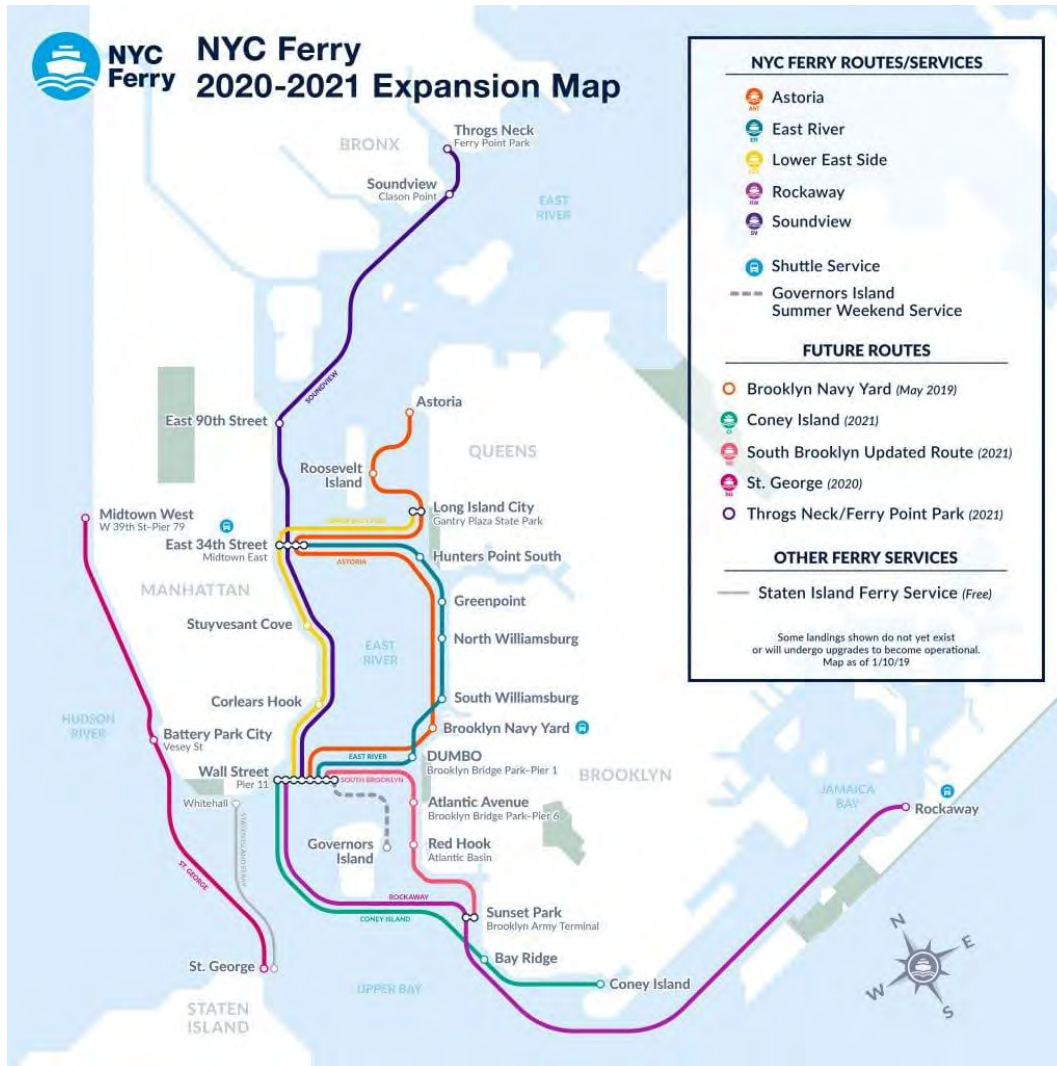 NYC
Ferry
NYC Ferry
2020-2021 Expansion Map
NYC FERRY ROUTES/SERVICES
Astoria
East River
Lower East Side
Rockaway
Soundview
Shuttle Service
Governors Island
Summer Weekend Service
FUTURE ROUTES
Brooklyn Navy Yard (May 2019)
Coney Island (2021)
South Brooklyn Updated Route (2021)
St. George (2020)
Throgs Neck/Ferry Point Park (2021)
OTHER FERRY SERVICES
Staten Island Ferry Service (Free)
Some landings shown do not yet exist
or will undergo upgrades to become operational.
Map as of 1/10/19
Throgs Neck
Ferry Point Park
BRONX
Soundview
Clason Point
EAST
RIVER
SOUNDVIEW
Astoria
East 90th Street
QUEENS
Roosevelt
Island
Long Island City
Gantry Plaza State Park
Midtown West
W 39th St-Pier 79
LOWER EAST SIDE
East 34th Street
Midtown East
ASTORIA
Hunters Point South
MANHATTAN
Greenpoint
Stuyvesant Cove
North Williamsburg
EAST
RIVER
South Williamsburg
Corlears Hook
HUDSON
RIVER
Battery Park City
Vesey St
Brooklyn Navy Yard
EAST RIVER
DUMBO
Brooklyn Bridge Park-Pier 1
Wall Street
Pier 11
SOUTH BROOKLYN
BROOKLYN
JAMAICA
BAY
Whitehall
Atlantic Avenue
Brooklyn Bridge Park-Pier 6
Rockaway
STATEN ISLAND FERRY
Governors
Island
Red Hook
Atlantic Basin
ST. GEORGE
ROCKAWAY
CONEY ISLAND
Sunset Park
Brooklyn Army Terminal
Bay Ridge
St. George
Coney Island
UPPER BAY
STATEN
ISLAND
N
E
W
S